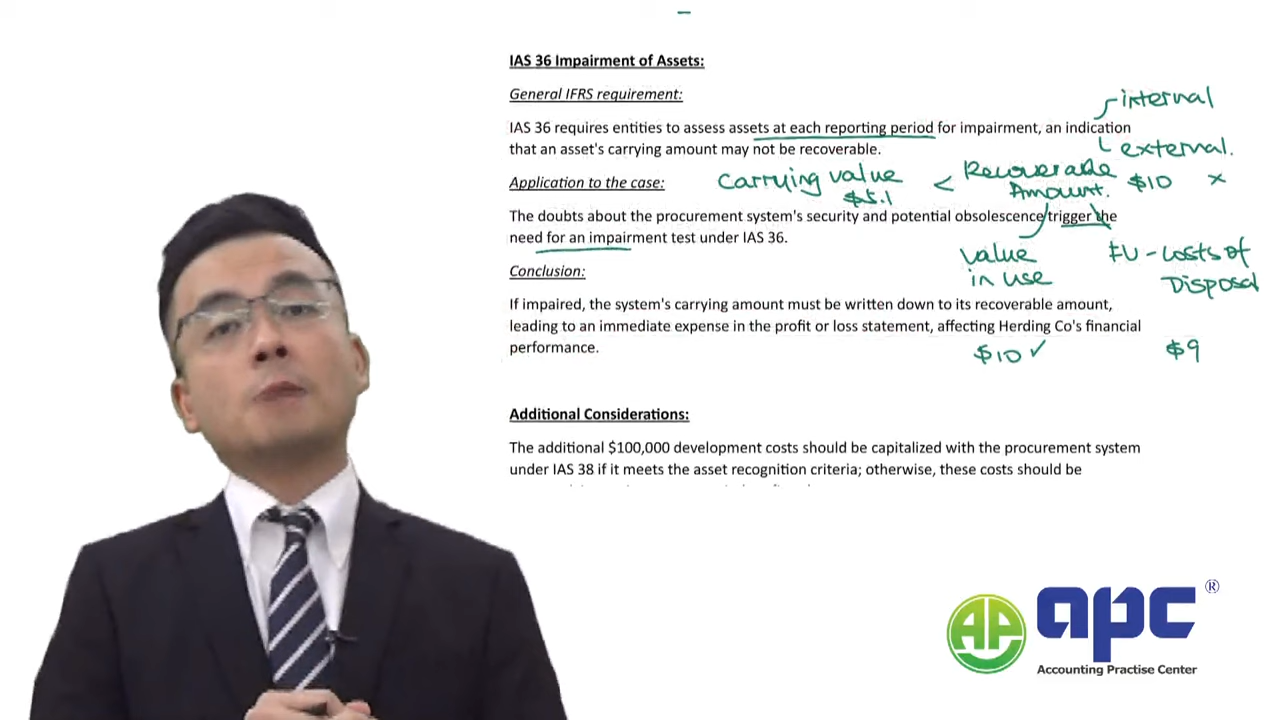 IAS 36 Impairment of Assets:
General IFRS requirement:
internal
IAS 36 requires entities to assess assets at each reporting period for impairment, an indication
that an asset's carrying amount may not be recoverable.
external.
Application to the case:
Carrying value < Recoverable
$5.1 Amount. $10 ×
The doubts about the procurement system's security and potential obsolescence trigger the
need for an impairment test under IAS 36.
value FV - costs of
in use Disposal
Conclusion:
If impaired, the system's carrying amount must be written down to its recoverable amount,
leading to an immediate expense in the profit or loss statement, affecting Herding Co's financial
performance.
$10 ✓ $9
Additional Considerations:
The additional $100,000 development costs should be capitalized with the procurement system
under IAS 38 if it meets the asset recognition criteria; otherwise, these costs should be
AP
apc®
Accounting Practise Center